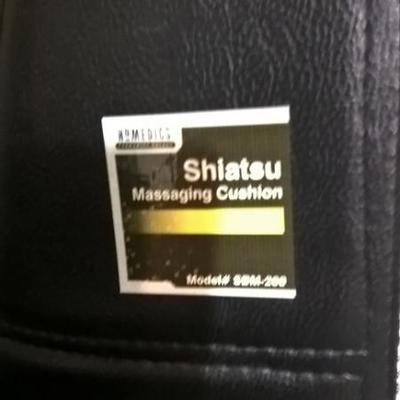 HOMEDICS
Shiatsu
Massaging Cushion
Model# SBM-200